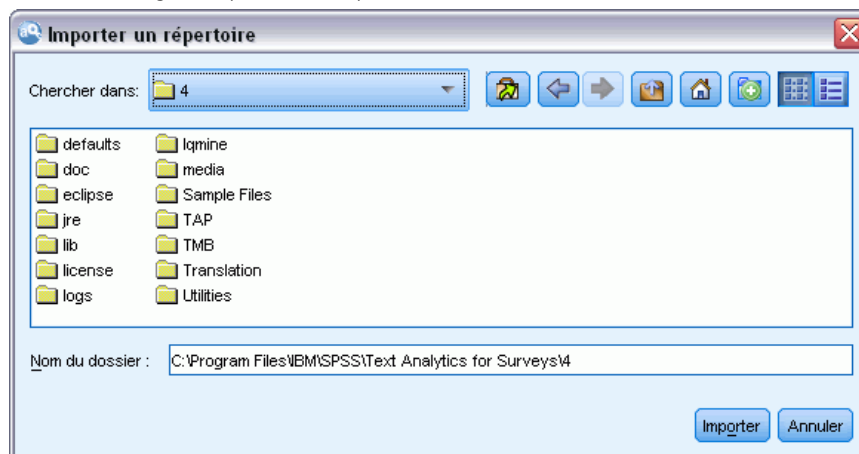 Importer un répertoire
Chercher dans: 4
defaults lqmine
doc media
eclipse Sample Files
jre TAP
lib TMB
license Translation
logs Utilities
Nom du dossier : C:\Program Files\IBM\SPSS\Text Analytics for Surveys\4
Importer Annuler